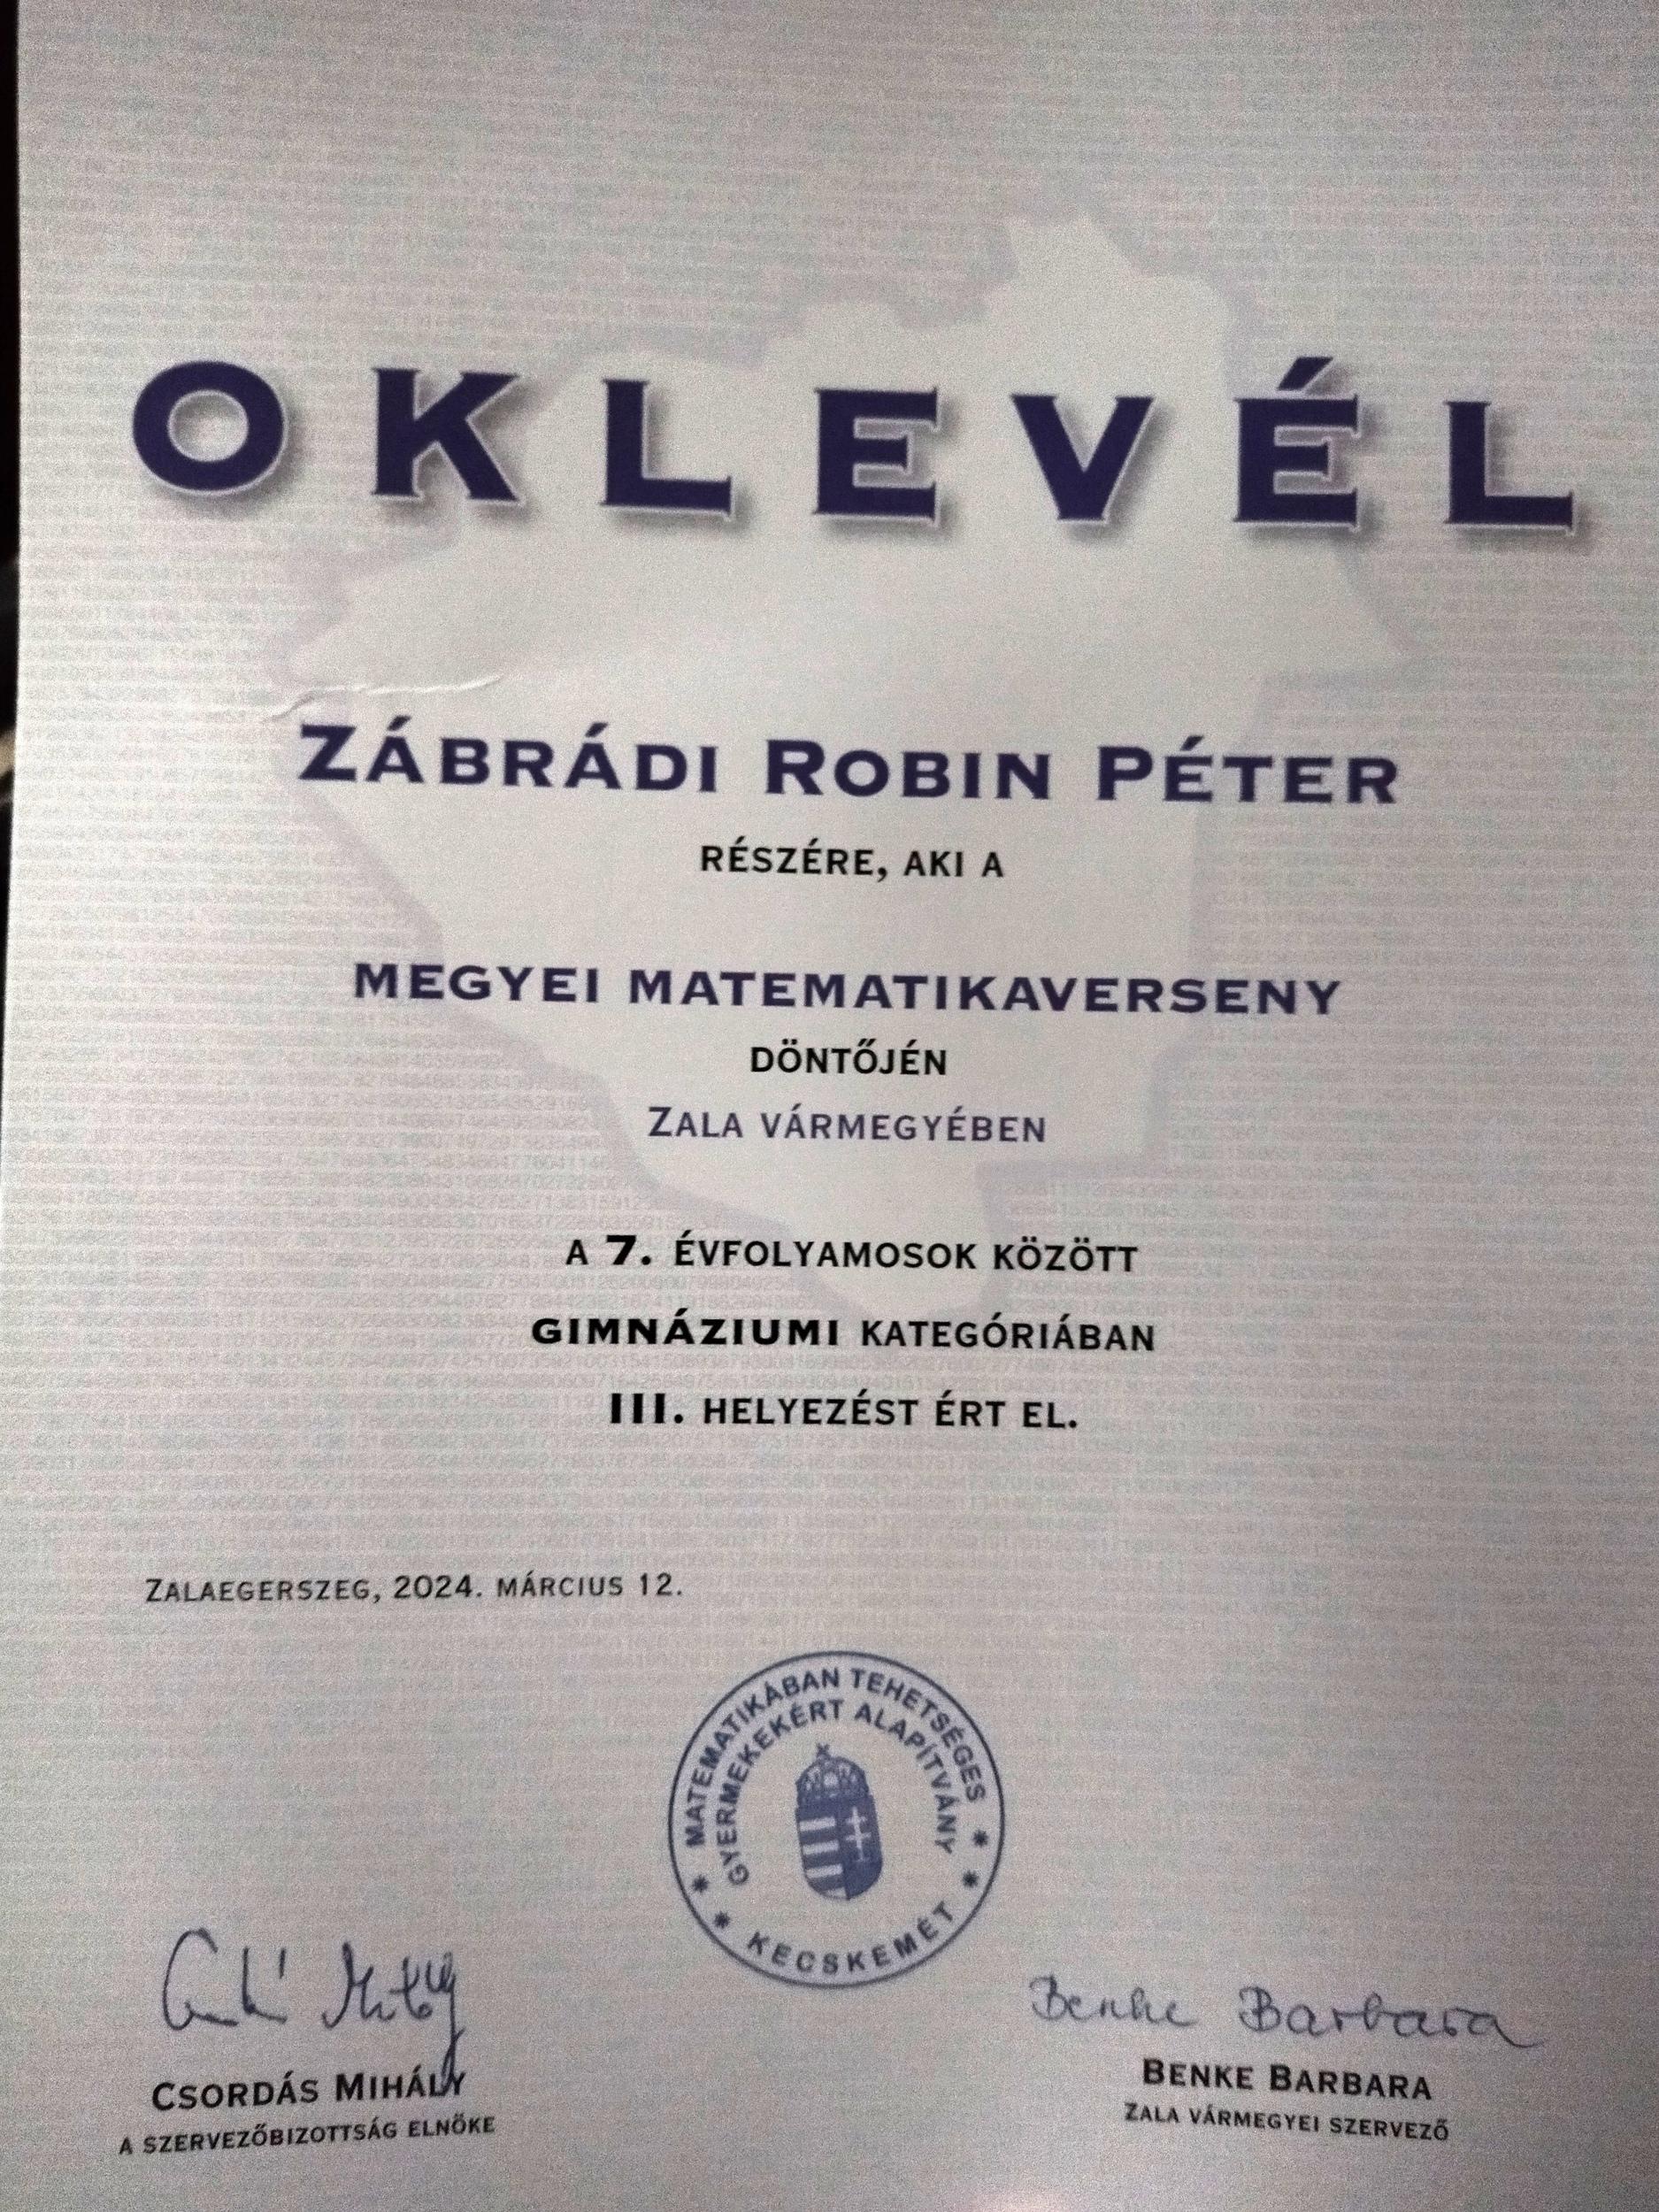 OKLEVÉL
ZÁBRÁDI ROBIN PÉTER
RÉSZÉRE, AKI A
MEGYEI MATEMATIKAVERSENY
DÖNTŐJÉN
ZALA VÁRMEGYÉBEN
A 7. ÉVFOLYAMOSOK KÖZÖTT
GIMNÁZIUMI KATEGÓRIÁBAN
III. HELYEZÉST ÉRT EL.
ZALAEGERSZEG, 2024. MÁRCIUS 12.
MATEMATIKÁBAN TEHETSÉGES
GYERMEKEKÉRT ALAPÍTVÁNY
KECSKEMÉT
Benke Barbara
CSORDÁS MIHÁLY
A SZERVEZŐBIZOTTSÁG ELNÖKE
BENKE BARBARA
ZALA VÁRMEGYEI SZERVEZŐ